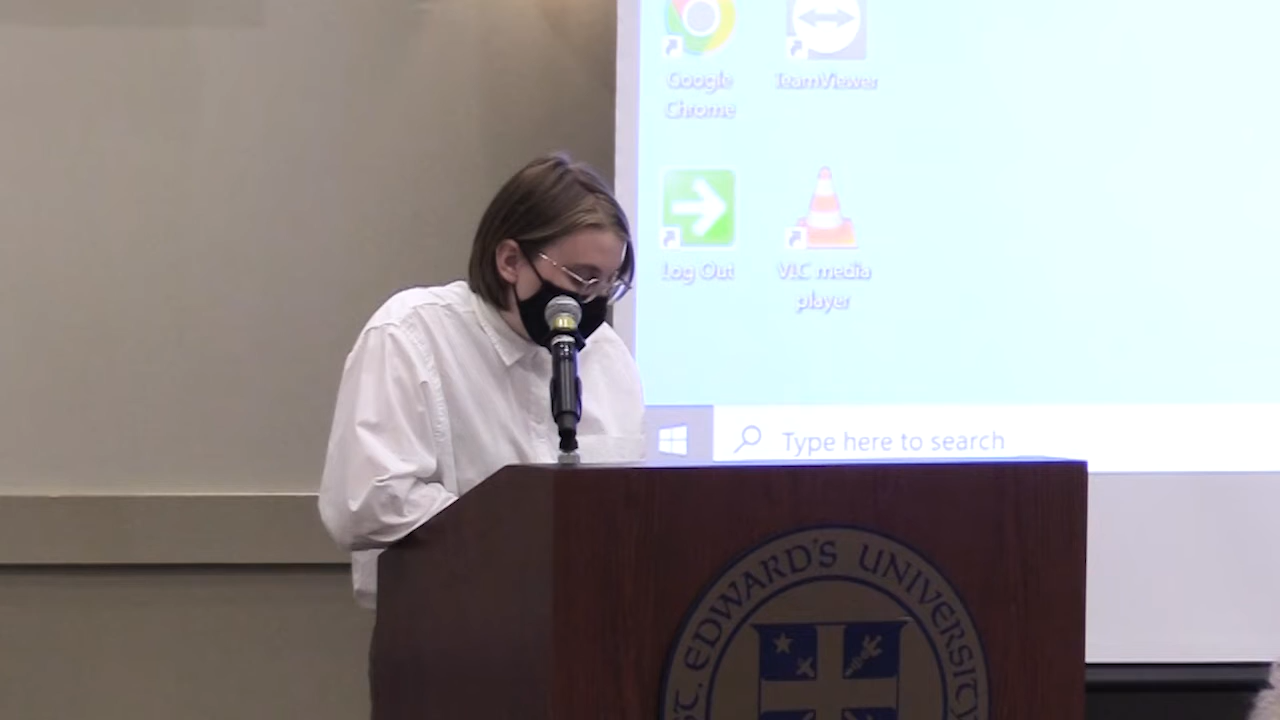 Google
Chrome
TeamViewer
Log Out
VLC media
player
Type here to search
ST. EDWARD'S UNIVERSITY